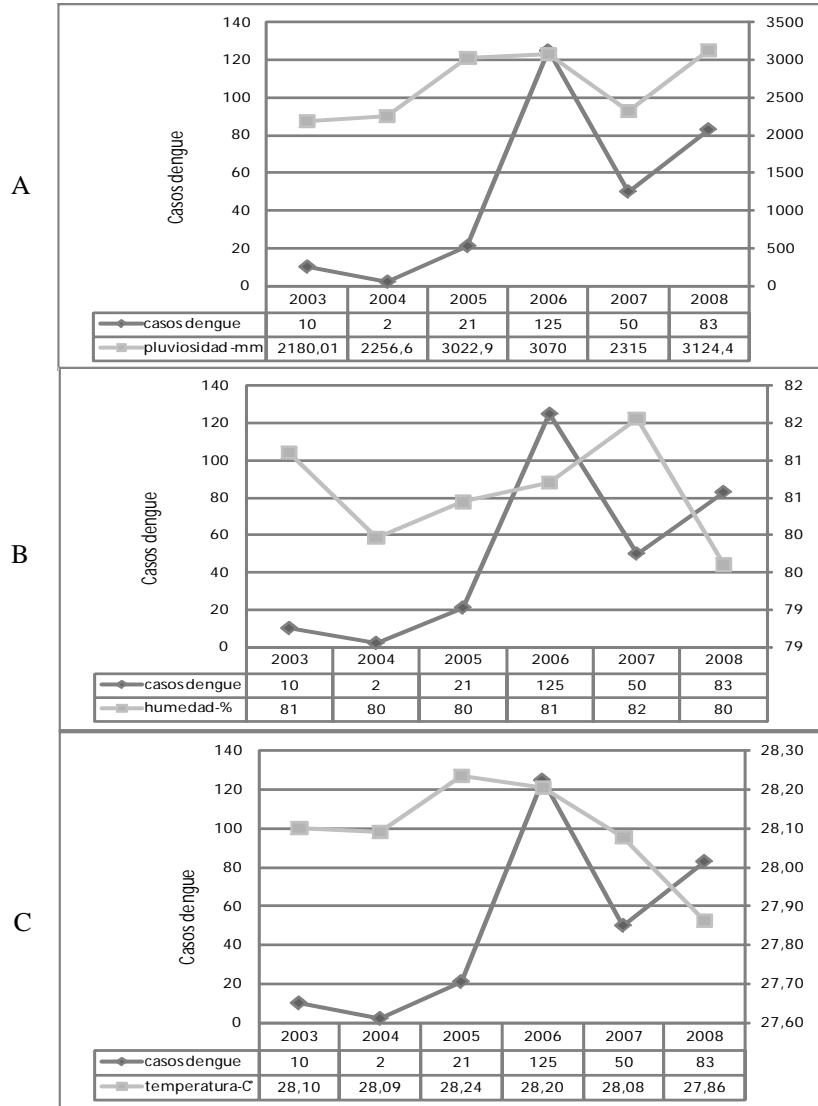 A
Casos dengue
140 3500
120 3000
100 2500
80 2000
60 1500
40 1000
20 500
0 0
2003 2004 2005 2006 2007 2008
casos dengue 10 2 21 125 50 83
pluviosidad-mm 2180,01 2256,6 3022,9 3070 2315 3124,4
B
Casos dengue
140 82
120 82
100 81
80 81
60 80
40 80
20 79
0 79
2003 2004 2005 2006 2007 2008
casos dengue 10 2 21 125 50 83
humedad-% 81 80 80 81 82 80
C
Casos dengue
140 28,30
120 28,20
100 28,10
80 28,00
60 27,90
40 27,80
20 27,70
0 27,60
2003 2004 2005 2006 2007 2008
casos dengue 10 2 21 125 50 83
temperatura-C° 28,10 28,09 28,24 28,20 28,08 27,86